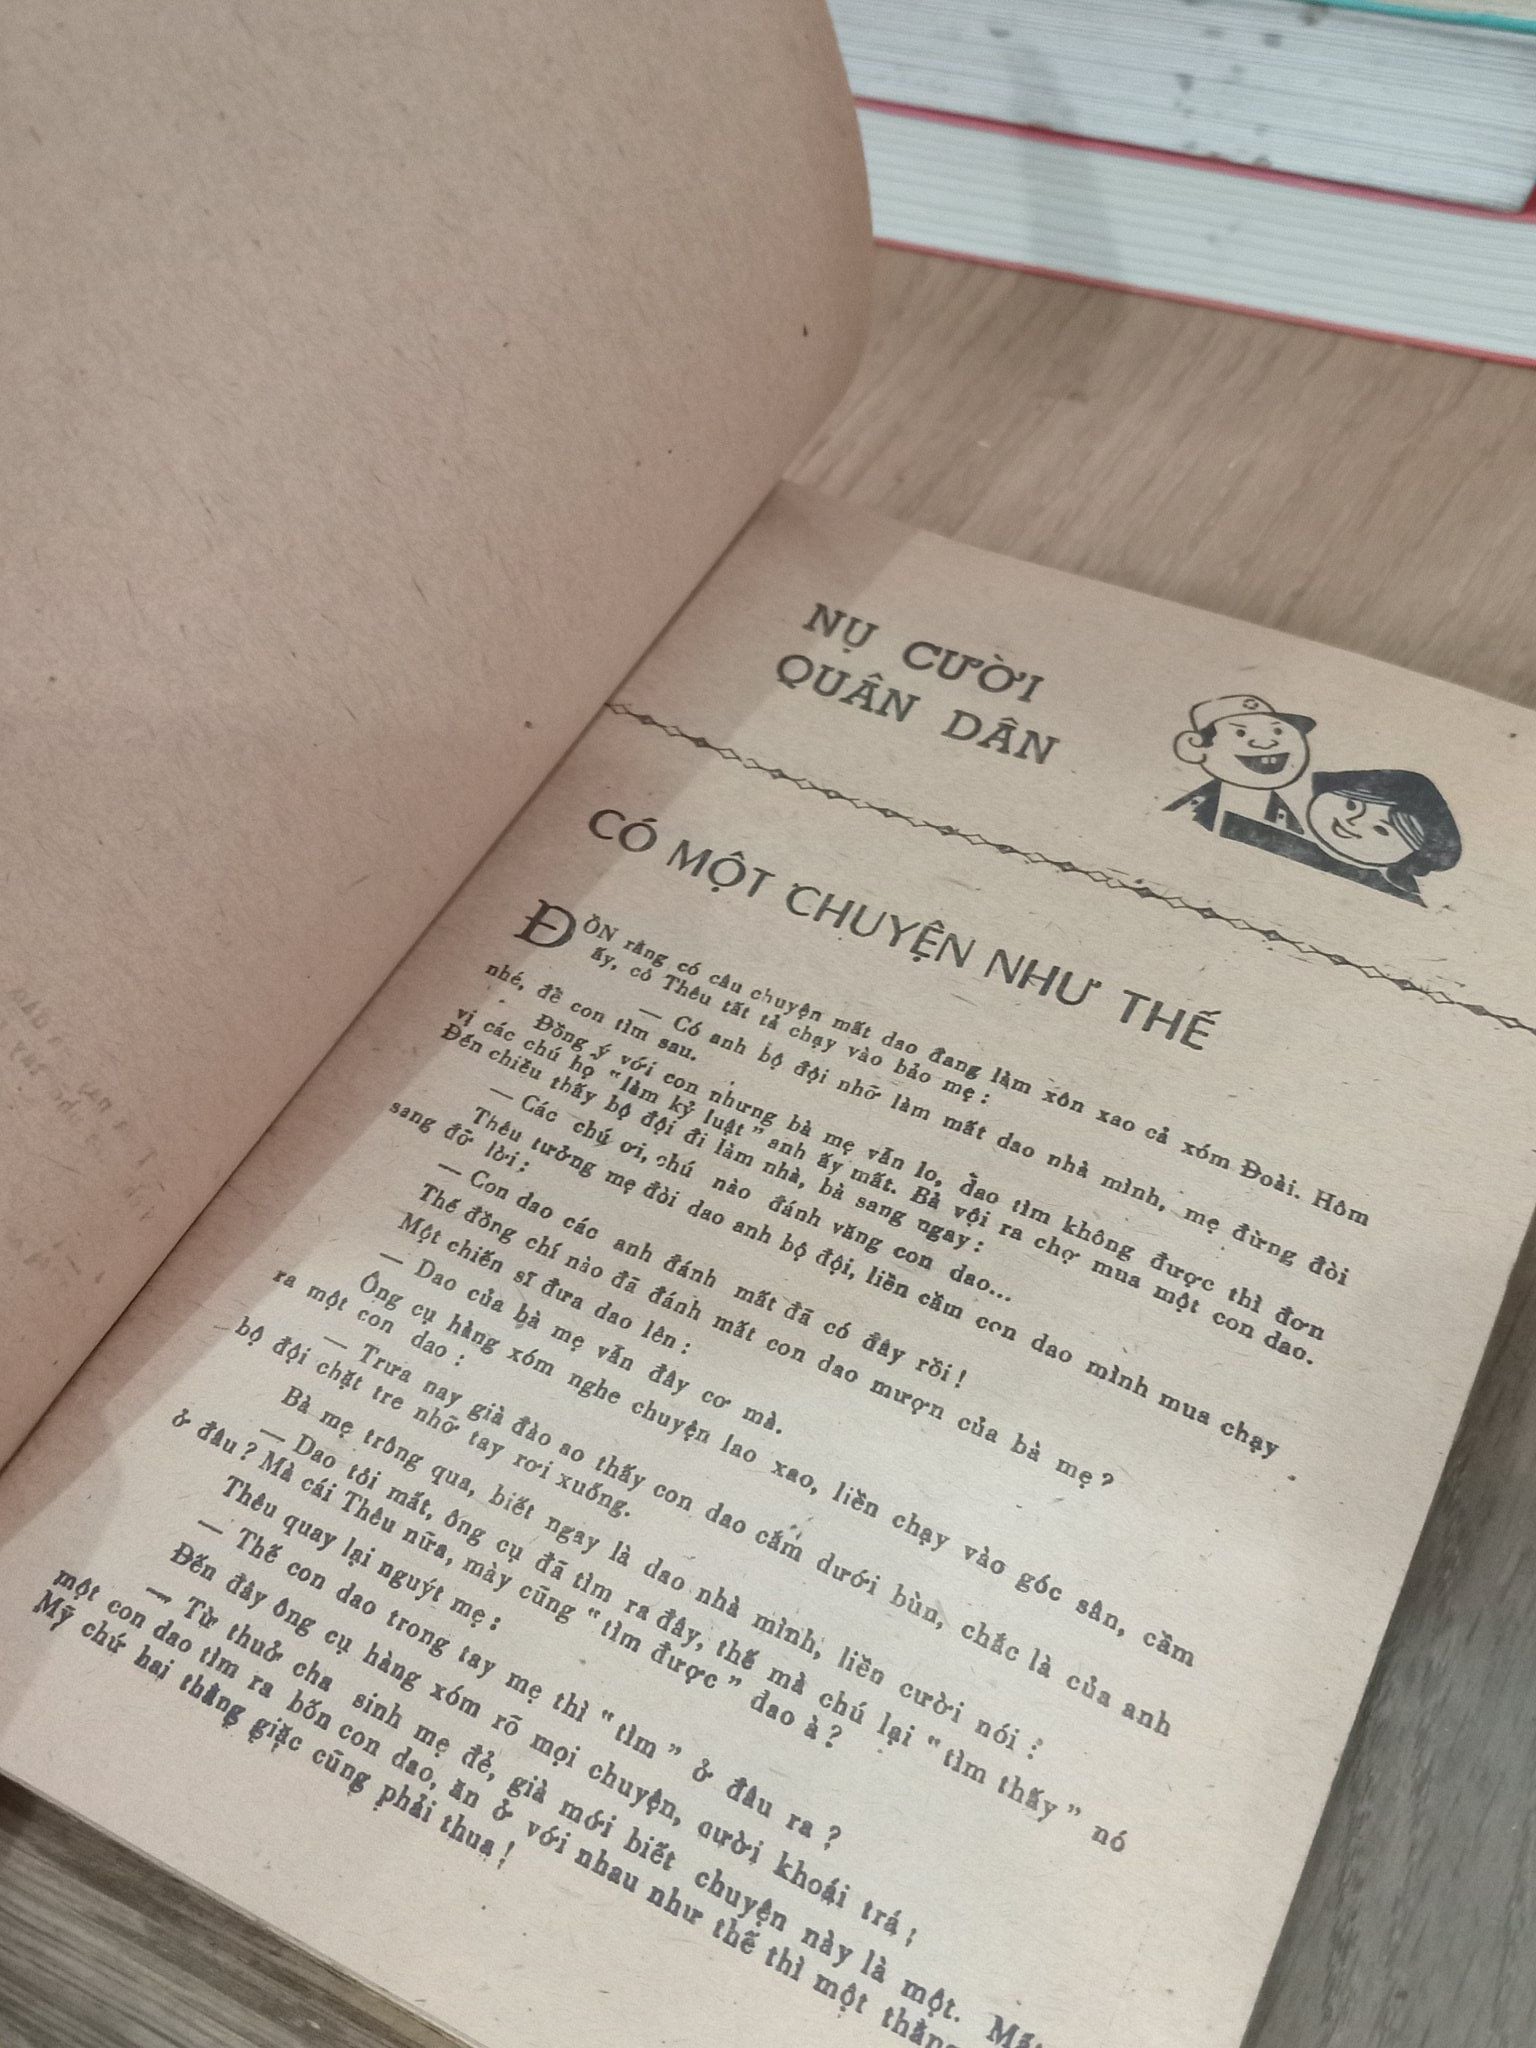 NỤ CƯỜI
QUÂN DÂN
CÓ MỘT CHUYỆN NHƯ THẾ
ĐỒN rằng có câu chuyện mất dao đang làm xôn xao cả xóm Đoài. Hôm
ấy, cô Thêu tất tả chạy vào bảo mẹ :
— Có anh bộ đội nhỡ làm mất dao nhà mình, mẹ đừng đòi
nhé, để con tìm sau.
Đồng ý với con nhưng bà mẹ vẫn lo, dao tìm không được thì đơn
vị các chú họ "làm kỷ luật" anh ấy mất. Bà vội ra chợ mua một con dao.
Đến chiều thấy bộ đội đi làm nhà, bà sang ngay :
— Các chú ơi, chú nào đánh văng con dao...
Thêu tưởng mẹ đòi dao anh bộ đội, liền cầm con dao mình mua chạy
sang đỡ lời :
— Con dao các anh đánh mất đã có đây rồi !
Thế đồng chí nào đã đánh mất con dao mượn của bà mẹ ?
Một chiến sĩ đưa dao lên :
— Dao của bà mẹ vẫn đây cơ mà.
Ông cụ hàng xóm nghe chuyện lao xao, liền chạy vào góc sân, cầm
ra một con dao :
— Trưa nay già đào ao thấy con dao cắm dưới bùn, chắc là của anh
bộ đội chặt tre nhỡ tay rơi xuống.
Bà mẹ trông qua, biết ngay là dao nhà mình, liền cười nói :
— Dao tôi mất, ông cụ đã tìm ra đây, thế mà chú lại "tìm thấy" nó
ở đâu ? Mà cái Thêu nữa, mày cũng "tìm được" dao à ?
Thêu quay lại nguýt mẹ :
— Thế con dao trong tay mẹ thì "tìm" ở đâu ra ?
Đến đây ông cụ hàng xóm rõ mọi chuyện, cười khoái trá :
— Từ thuở cha sinh mẹ đẻ, già mới biết chuyện này là một. Mất
một con dao tìm ra bốn con dao, ăn ở với nhau như thế thì một thằng
Mỹ chứ hai thằng giặc cũng phải thua !